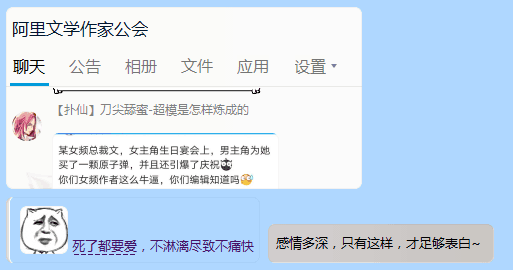 阿里文学作家公会
聊天 公告 相册 文件 应用 设置
【扑仙】刀尖舔蜜-超模是怎样炼成的
某女频总裁文，女主角生日宴会上，男主角为她
买了一颗原子弹，并且还引爆了庆祝
你们女频作者这么牛逼，你们编辑知道吗
死了都要爱，不淋漓尽致不痛快
感情多深，只有这样，才足够表白~